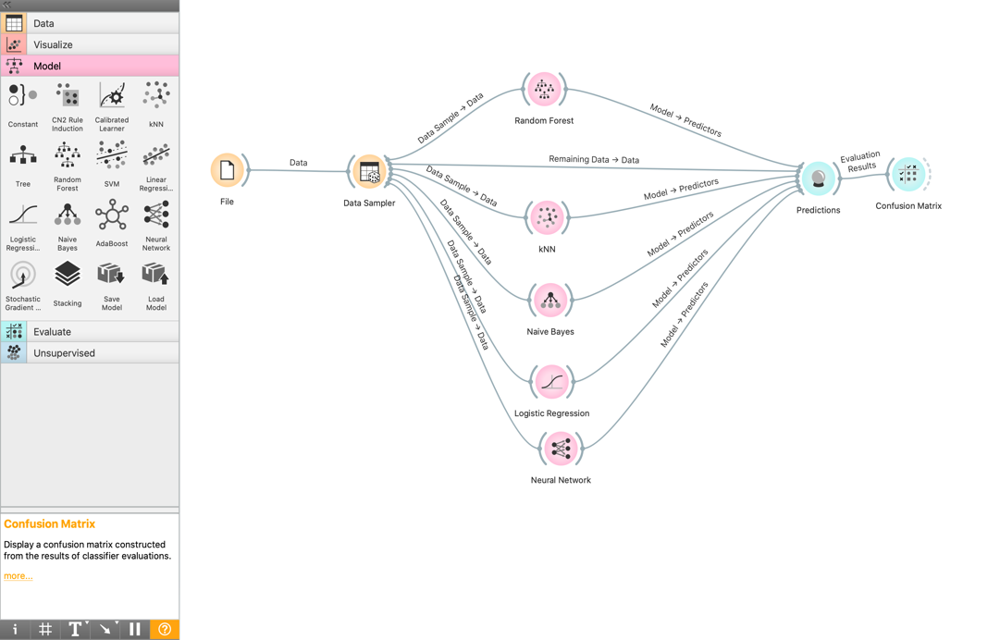 Data
Visualize
Model
Constant
CN2 Rule
Induction
Calibrated
Learner
kNN
Tree
Random
Forest
SVM
Linear
Regressi...
Logistic
Regressi...
Naive
Bayes
AdaBoost
Neural
Network
Stochastic
Gradient ...
Stacking
Save
Model
Load
Model
Evaluate
Unsupervised
Confusion Matrix
Display a confusion matrix constructed
from the results of classifier evaluations.
more...
File
Data
Data Sampler
Data Sample → Data
Random Forest
Model → Predictors
Remaining Data → Data
Data Sample → Data
kNN
Model → Predictors
Data Sample → Data
Naive Bayes
Model → Predictors
Data Sample → Data
Logistic Regression
Model → Predictors
Data Sample → Data
Neural Network
Model → Predictors
Predictions
Evaluation
Results
Confusion Matrix